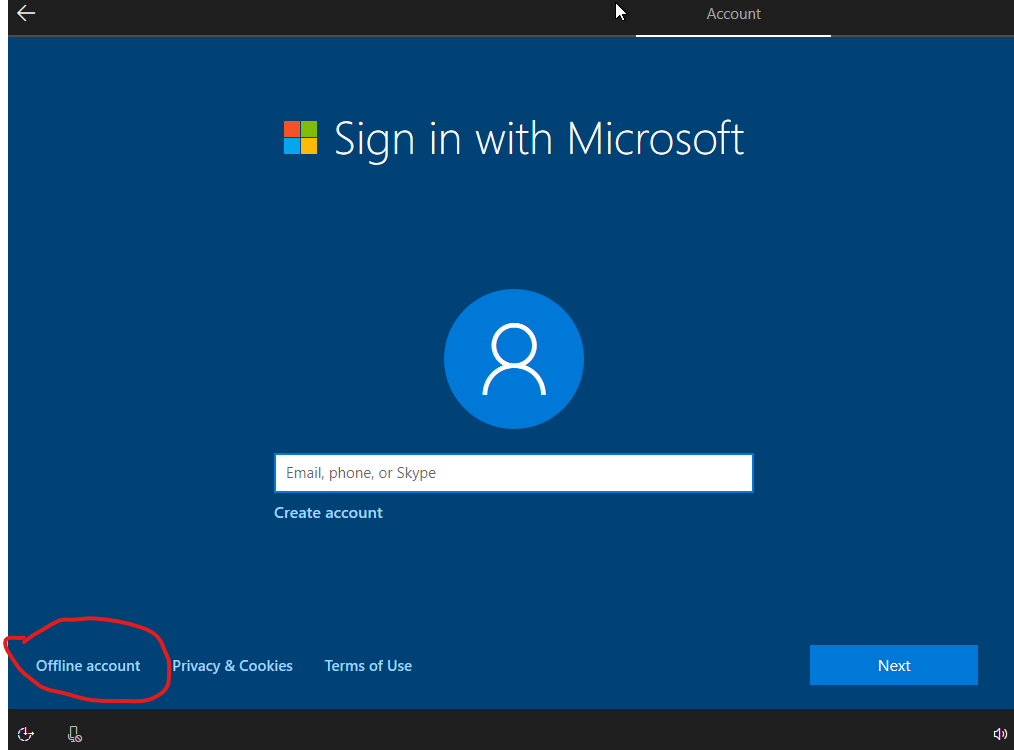 Account
Sign in with Microsoft
Email, phone, or Skype
Create account
Offline account Privacy & Cookies Terms of Use Next